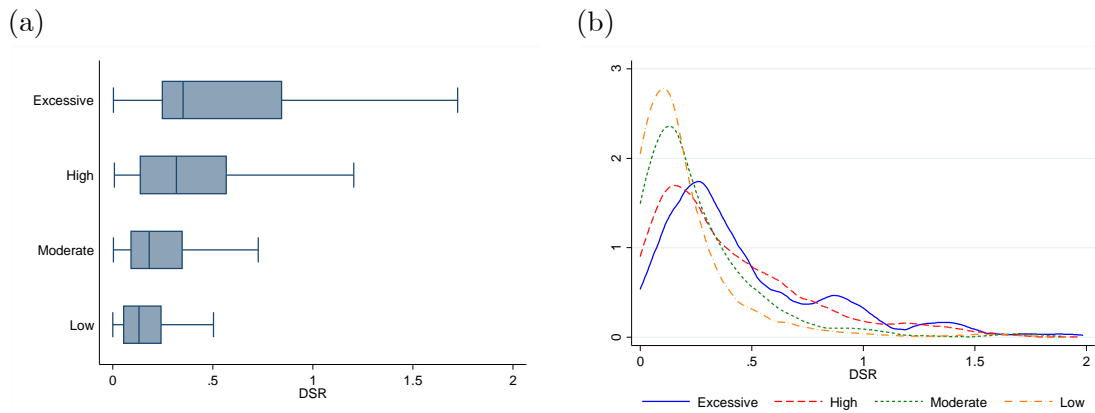 (a)
Excessive
High
Moderate
Low
0 .5 1 1.5 2
DSR
(b)
3
2
1
0
0 .5 1 1.5 2
DSR
Excessive High Moderate Low